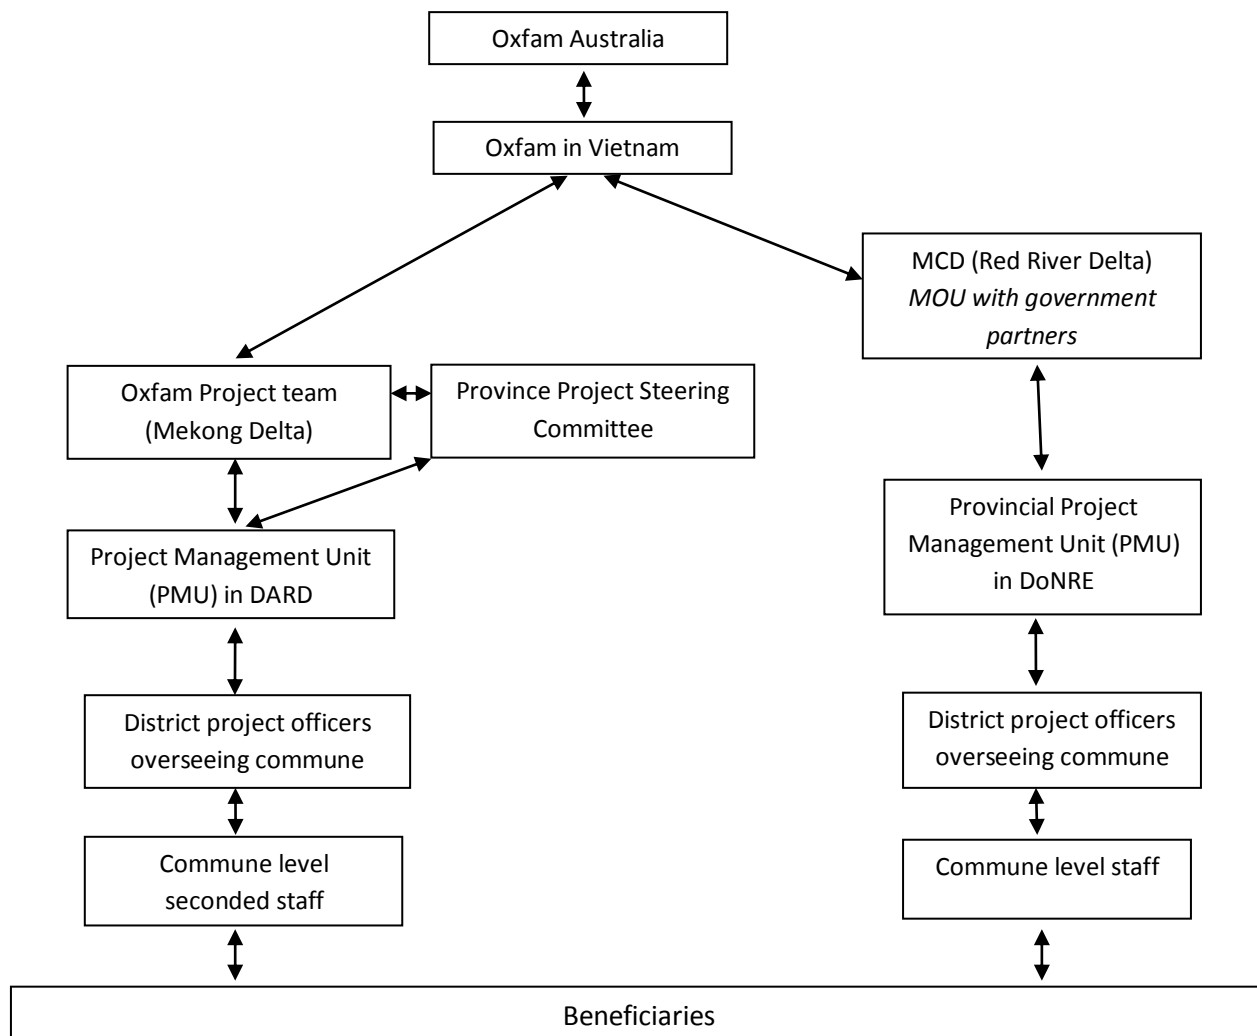 Oxfam Australia
Oxfam in Vietnam
MCD (Red River Delta)
MOU with government
partners
Oxfam Project team
(Mekong Delta)
Province Project Steering
Committee
Project Management Unit
(PMU) in DARD
Provincial Project
Management Unit (PMU)
in DoNRE
District project officers
overseeing commune
District project officers
overseeing commune
Commune level
seconded staff
Commune level staff
Beneficiaries